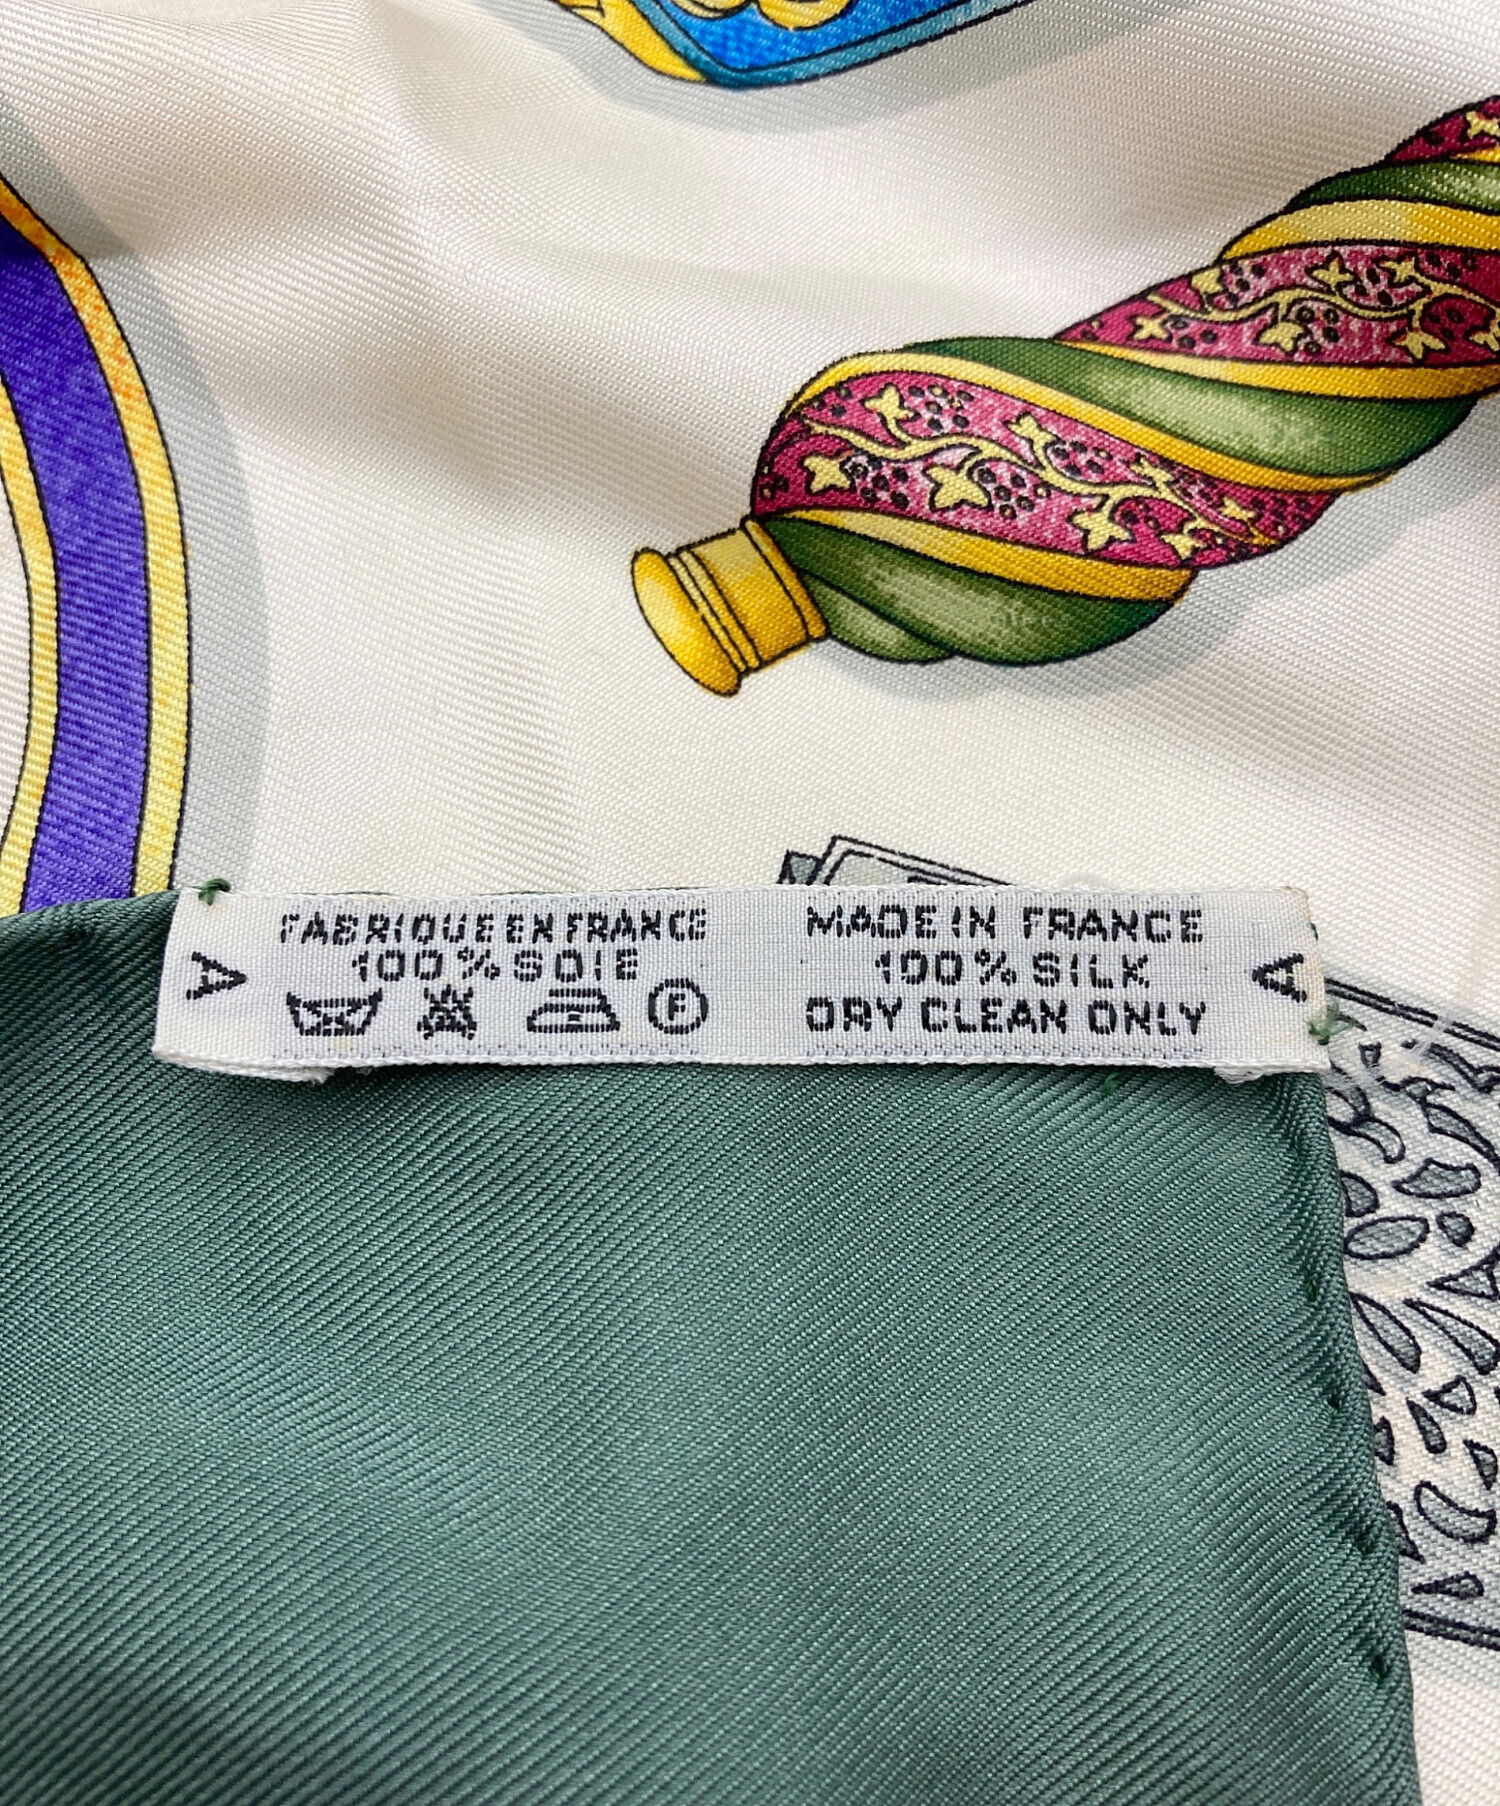 FABRIQUE EN FRANCE
100% SOIE
F
MADE IN FRANCE
100% SILK
DRY CLEAN ONLY
A
A